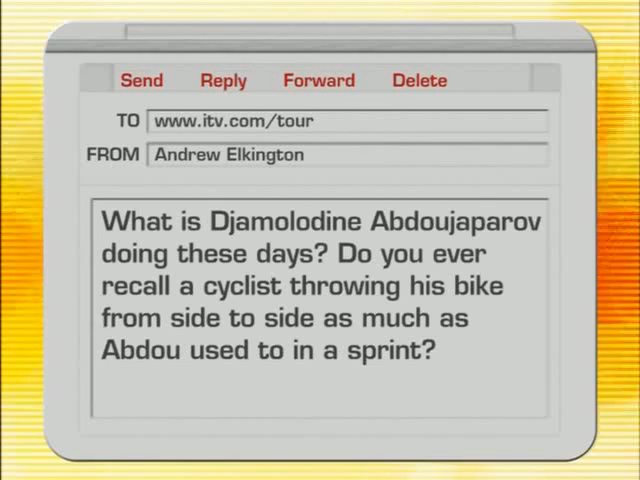 Send Reply Forward Delete
TO www.itv.com/tour
FROM Andrew Elkington
What is Djamolodine Abdoujaparov
doing these days? Do you ever
recall a cyclist throwing his bike
from side to side as much as
Abdou used to in a sprint?